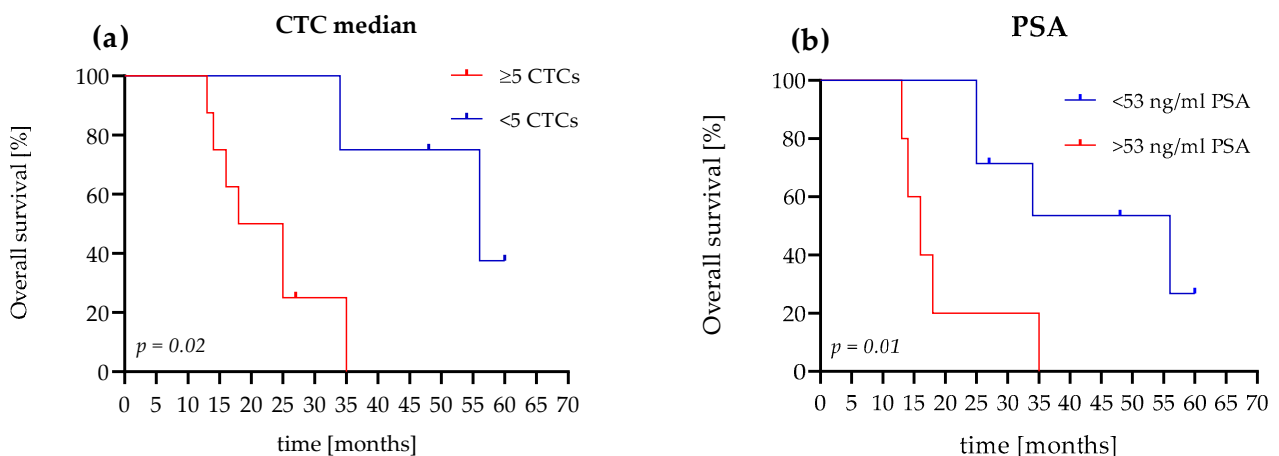 (a)
CTC median
≥5 CTCs
<5 CTCs
Overall survival [%]
100
80
60
40
20
0
p = 0.02
0 5 10 15 20 25 30 35 40 45 50 55 60 65 70
time [months]
(b)
PSA
<53 ng/ml PSA
>53 ng/ml PSA
Overall survival [%]
100
80
60
40
20
0
p = 0.01
0 5 10 15 20 25 30 35 40 45 50 55 60 65 70
time [months]